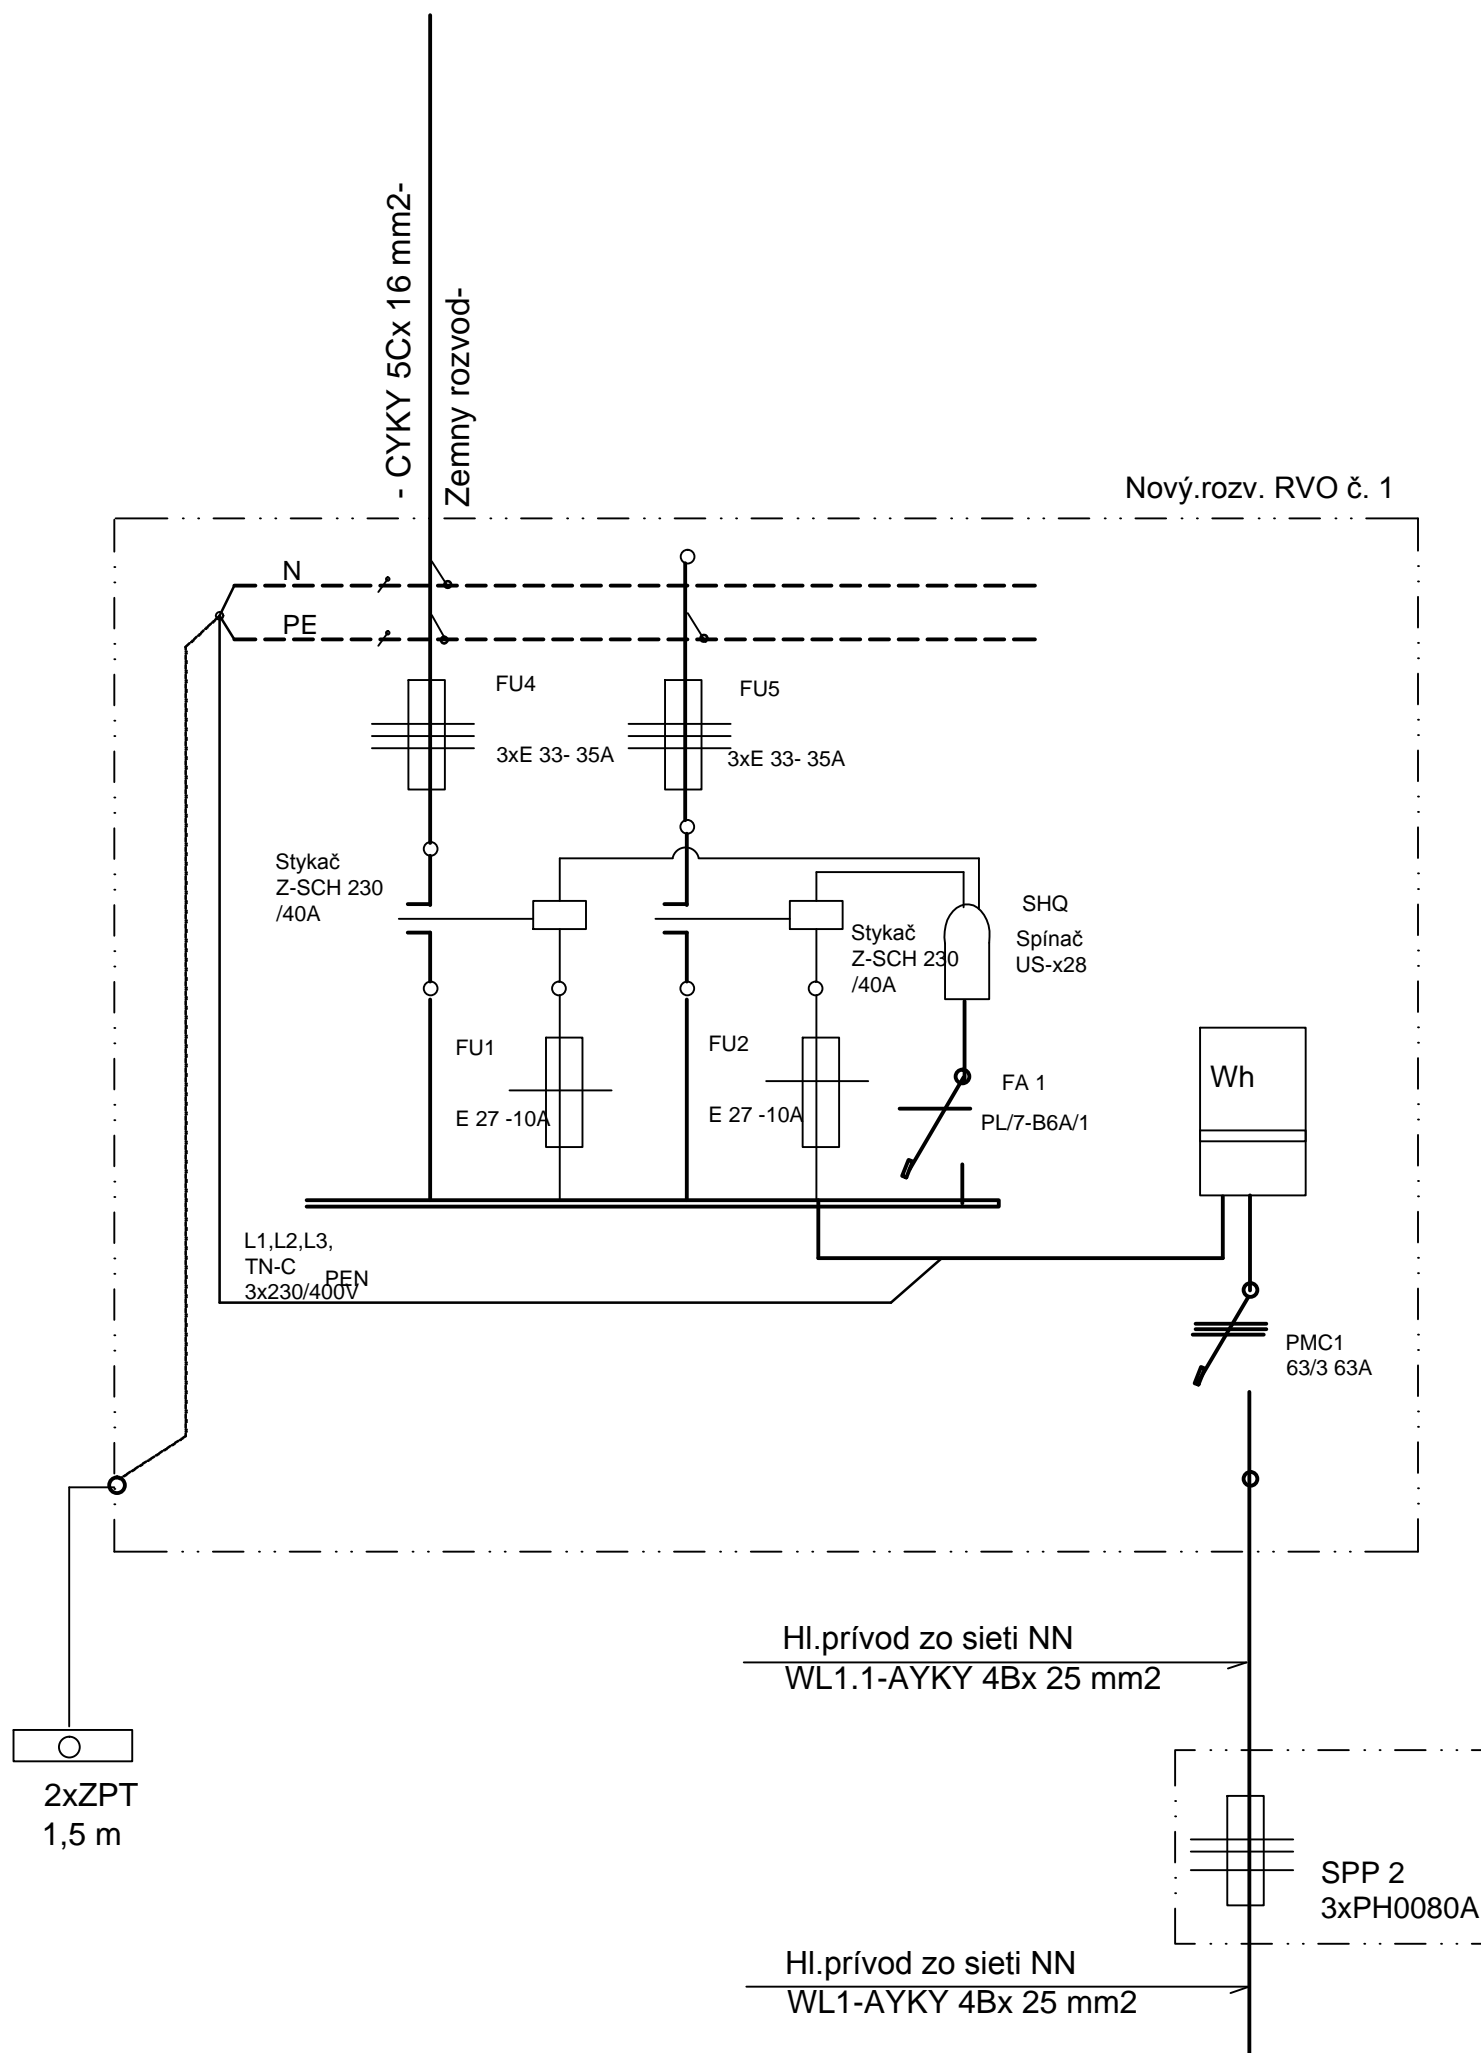 - CYKY 5Cx 16 mm2-
Zemny rozvod-
Nový.rozv. RVO č. 1
N
PE
FU4
3xE 33- 35A
FU5
3xE 33- 35A
Stykač
Z-SCH 230
/40A
Stykač
Z-SCH 230
/40A
SHQ
Spínač
US-x28
FU1
E 27 -10A
FU2
E 27 -10A
FA 1
PL/7-B6A/1
Wh
L1,L2,L3,
TN-C
PEN
3x230/400V
PMC1
63/3 63A
Hl.prívod zo sieti NN
WL1.1-AYKY 4Bx 25 mm2
2xZPT
1,5 m
SPP 2
3xPH0080A
Hl.prívod zo sieti NN
WL1-AYKY 4Bx 25 mm2